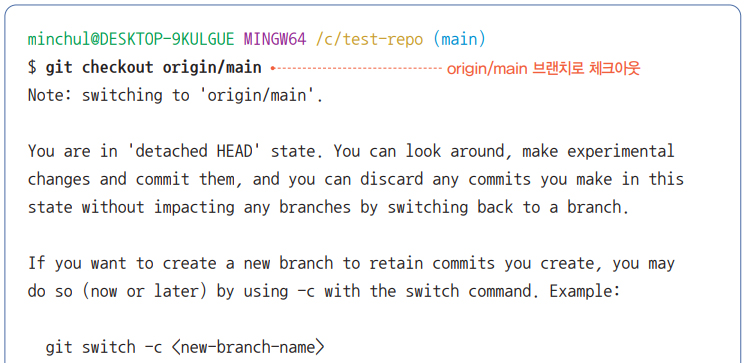 minchul@DESKTOP-9KULGUE MINGW64 /c/test-repo (main)
$ git checkout origin/main origin/main 브랜치로 체크아웃
Note: switching to 'origin/main'.
You are in 'detached HEAD' state. You can look around, make experimental
changes and commit them, and you can discard any commits you make in this
state without impacting any branches by switching back to a branch.
If you want to create a new branch to retain commits you create, you may
do so (now or later) by using -c with the switch command. Example:
git switch -c <new-branch-name>